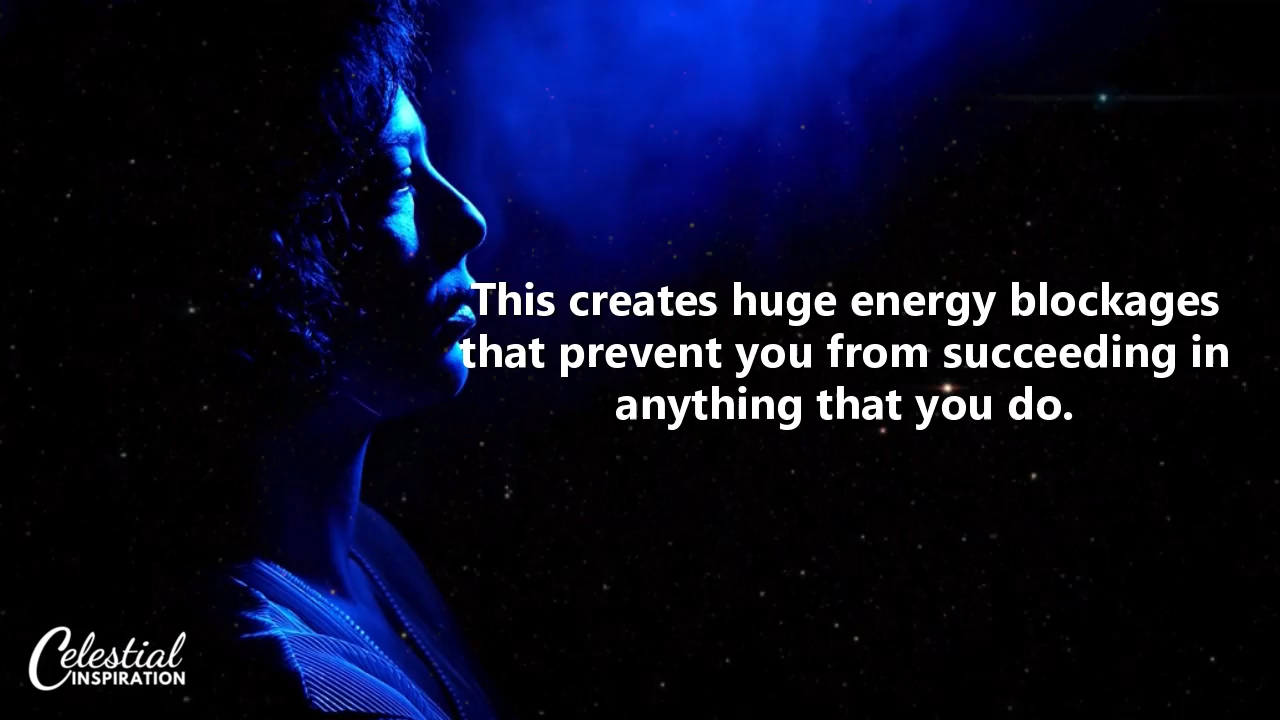 This creates huge energy blockages
that prevent you from succeeding in
anything that you do.
Celestial
INSPIRATION